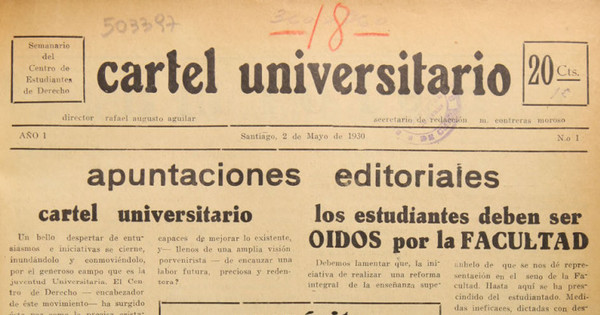 503397
18
Semanario
del
Centro de
Estudiantes
de Derecho
cartel universitario
20 Cts.
director rafael augusto aguilar
secretario de redacción m. contreras moroso
AÑO 1
Santiago, 2 de Mayo de 1930
N.o 1
apuntaciones editoriales
cartel universitario
Un bello despertar de entu-
siásmos e iniciativas se cierne,
inundándolo y conmoviéndolo,
por el generoso campo que es la
juventud Universitaria. El Cen
tro de Derecho — encabezador
de éste movimiento— ha surgido
capaces de mejorar lo existente,
y— llenos de una amplia visión
porvenirista — de encauzar una
labor futura, preciosa y reden-
tora?
los estudiantes deben ser
OIDOS por la FACULTAD
Debemos lamentar que, la ini-
ciativa de realizar una reforma
integral de la enseñanza supe-
anhelo de que se nos dé repre-
sentación en el seno de la Fa-
cultad. Hasta aquí se ha pres-
cindido del estudiantado. Medi-
das ineficaces, dictadas con des-